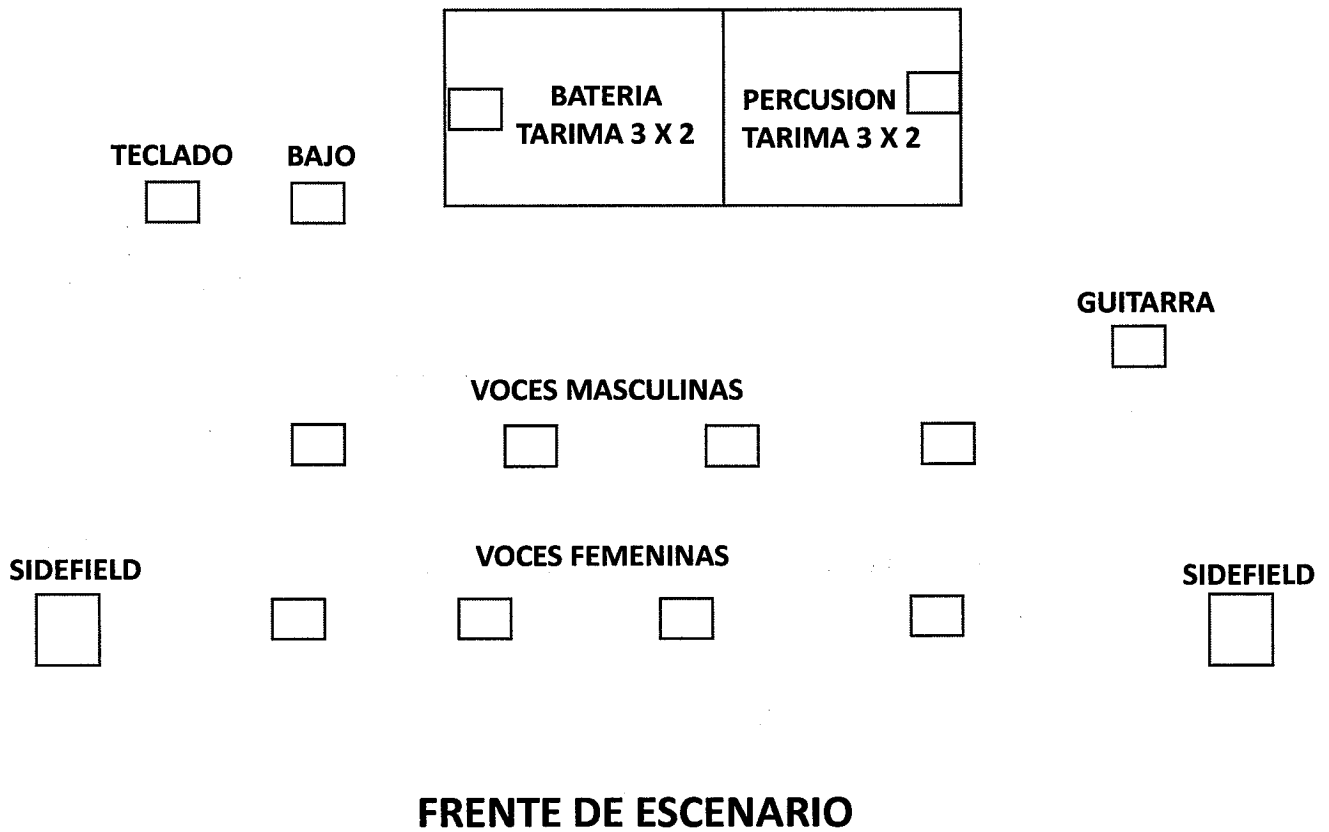 BATERIA
TARIMA 3 X 2
PERCUSION
TARIMA 3 X 2
TECLADO
BAJO
GUITARRA
VOCES MASCULINAS
VOCES FEMENINAS
SIDEFIELD
SIDEFIELD
FRENTE DE ESCENARIO